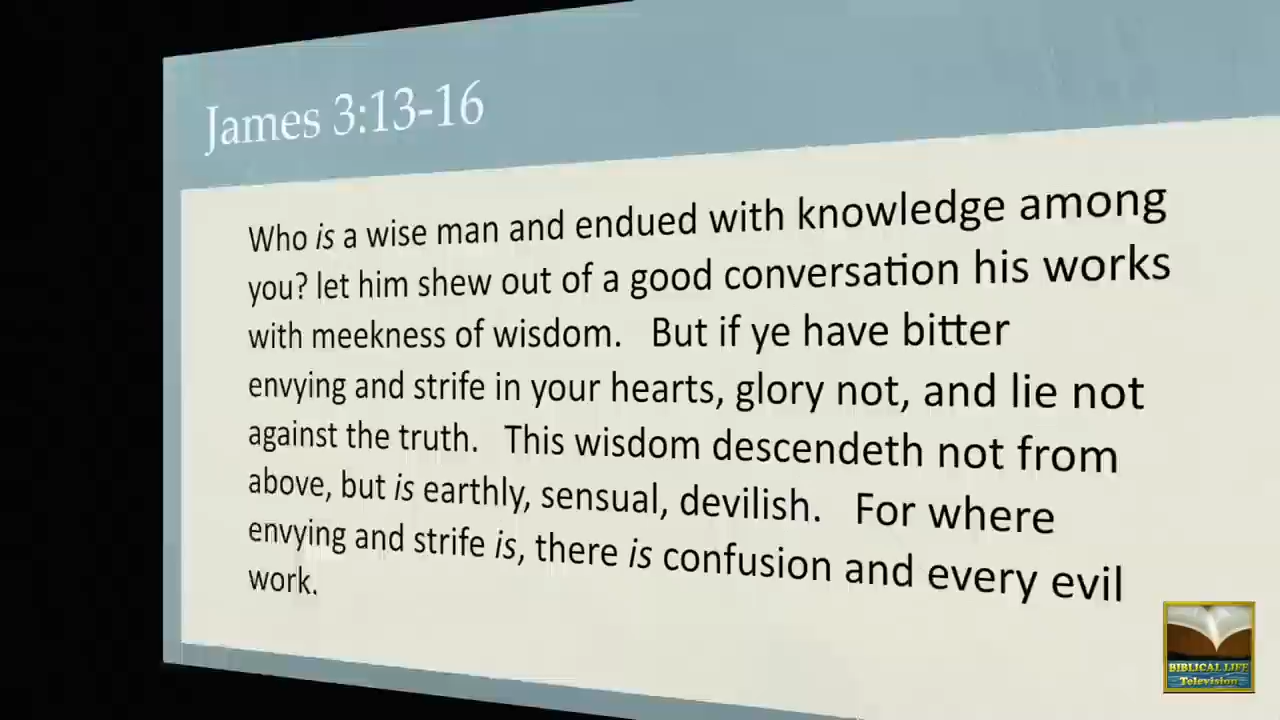 James 3:13-16
Who is a wise man and endued with knowledge among
you? let him shew out of a good conversation his works
with meekness of wisdom. But if ye have bitter
envying and strife in your hearts, glory not, and lie not
against the truth. This wisdom descendeth not from
above, but is earthly, sensual, devilish. For where
envying and strife is, there is confusion and every evil
work.
BIBLICAL LIFE
Television